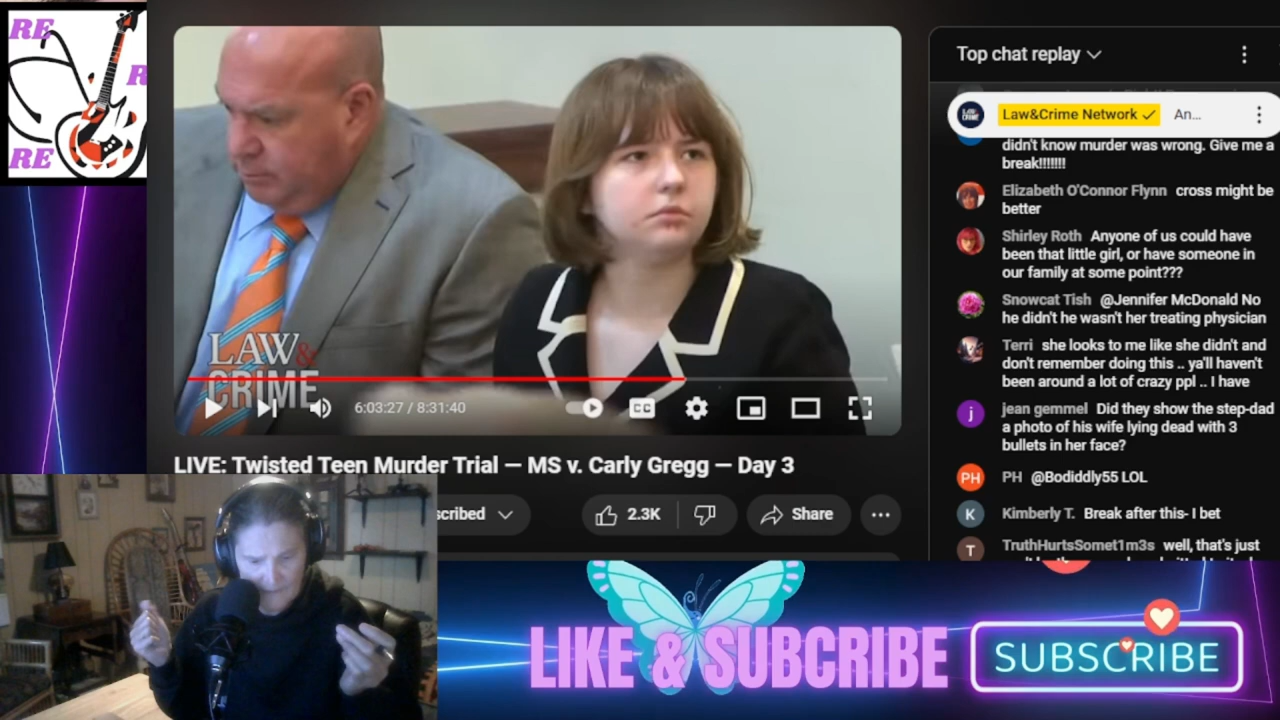 RE
R
RE
LAW&
CRIME
6:03:27 / 8:31:40
CC
LIVE: Twisted Teen Murder Trial — MS v. Carly Gregg — Day 3
scribed
2.3K
Share
Top chat replay
LAW&
CRIME
Law&Crime Network
An...
didn't know murder was wrong. Give me a
break!!!!!!!
Elizabeth O'Connor Flynn cross might be
better
Shirley Roth Anyone of us could have
been that little girl, or have someone in
our family at some point???
Snowcat Tish @Jennifer McDonald No
he didn't he wasn't her treating physician
Terri she looks to me like she didn't and
don't remember doing this .. ya'll haven't
been around a lot of crazy ppl .. I have
j
jean gemmel Did they show the step-dad
a photo of his wife lying dead with 3
bullets in her face?
PH
PH @Bodiddly55 LOL
K
Kimberly T. Break after this- I bet
T
TruthHurtsSomet1m3s well, that's just
LIKE & SUBCRIBE
SUBSCRIBE